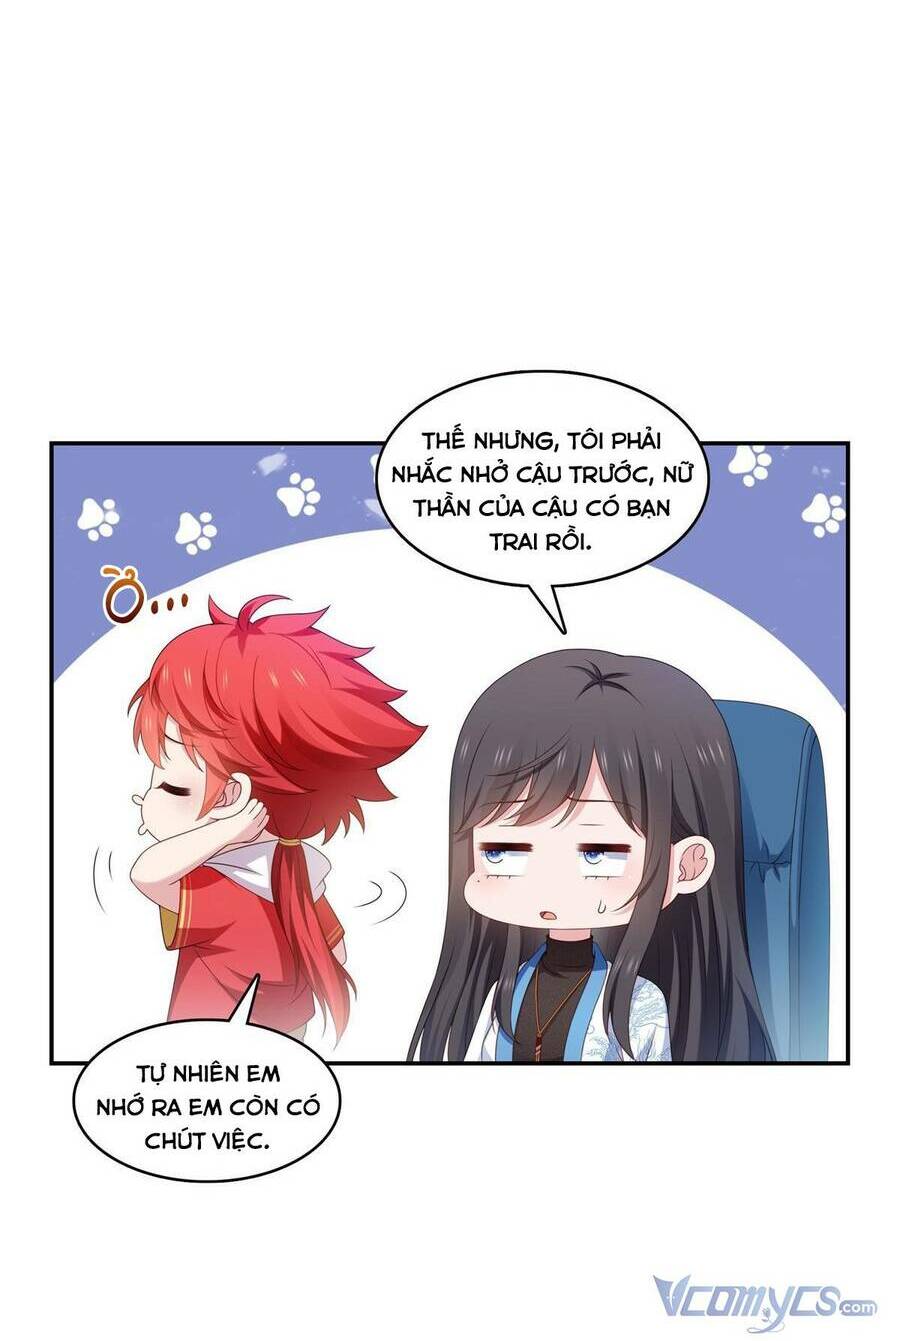 THẾ NHƯNG, TÔI PHẢI
NHẮC NHỞ CẬU TRƯỚC, NỮ
THẦN CỦA CẬU CÓ BẠN
TRAI RỒI.
Ờ...
TỰ NHIÊN EM
NHỚ RA EM CÒN CÓ
CHÚT VIỆC.
VCOMYCS.com